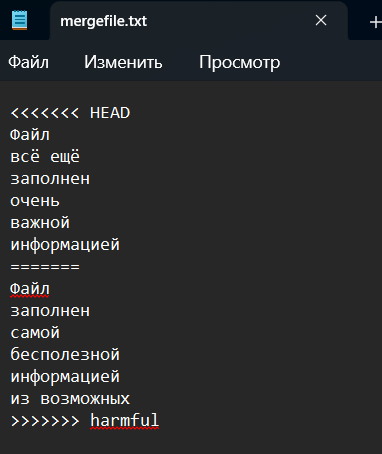 mergefile.txt
Файл Изменить Просмотр
<<<<<<< HEAD
Файл
всё ещё
заполнен
очень
важной
информацией
=======
Файл
заполнен
самой
бесполезной
информацией
из возможных
>>>>>>> harmful